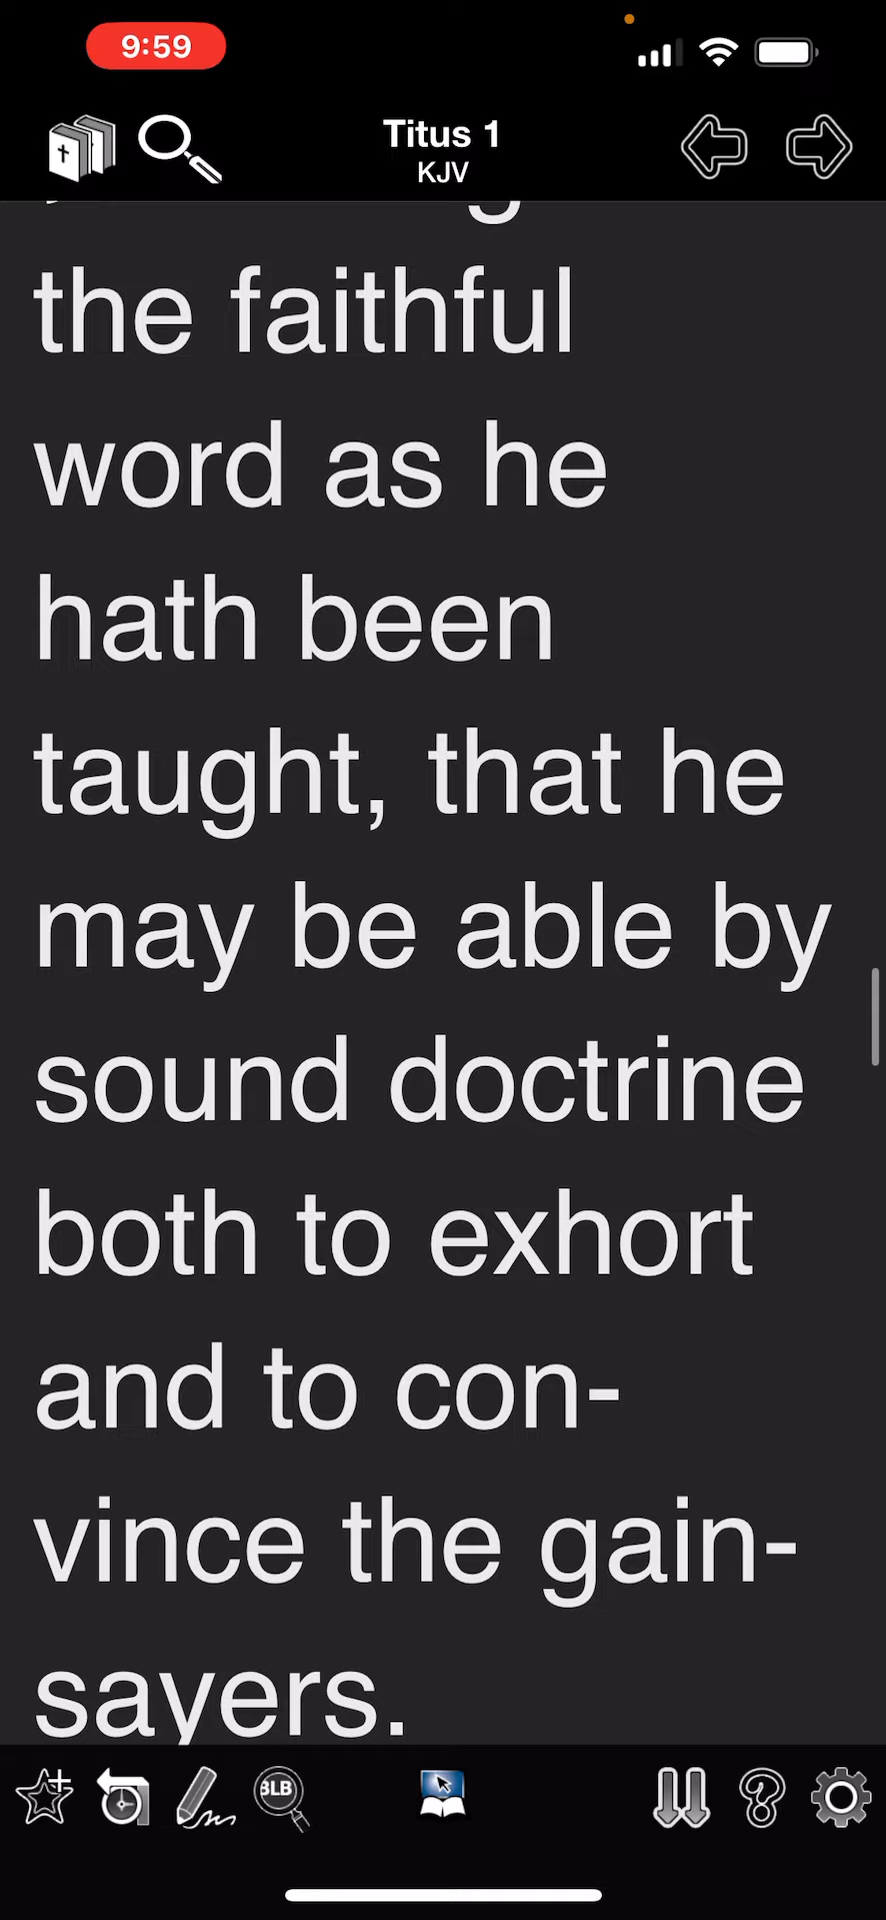 9:59
Titus 1
KJV
the faithful
word as he
hath been
taught, that he
may be able by
sound doctrine
both to exhort
and to con-
vince the gain-
sayers.
BLB